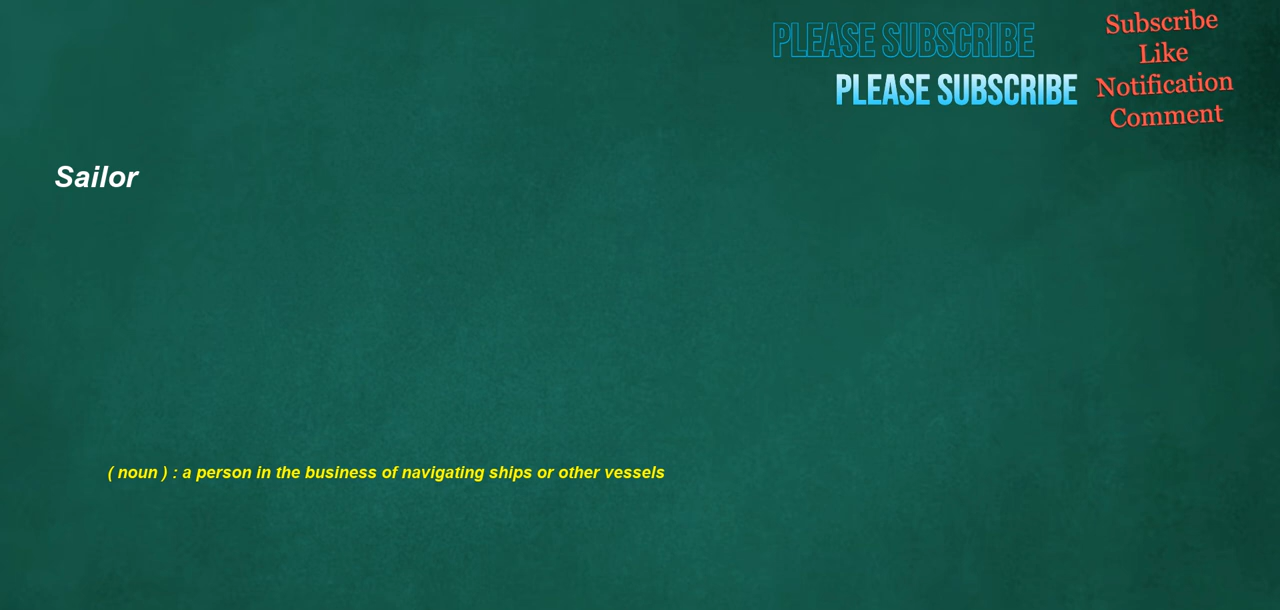 PLEASE SUBSCRIBE
PLEASE SUBSCRIBE
Subscribe
Like
Notification
Comment
Sailor
( noun ) : a person in the business of navigating ships or other vessels